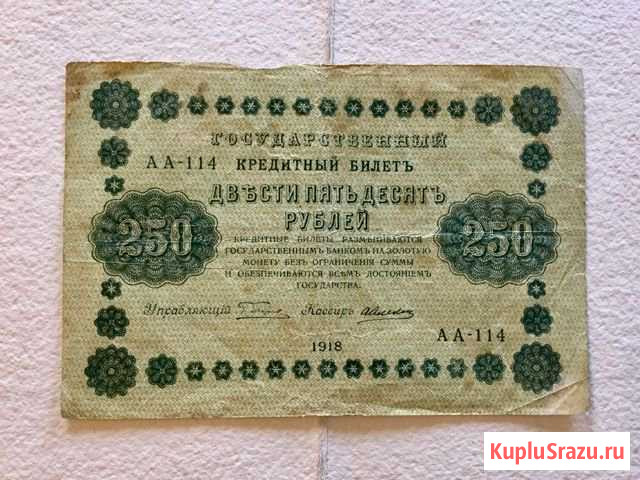 ГОСУДАРСТВЕННЫЙ
АА-114 КРЕДИТНЫЙ БИЛЕТЪ
ДВѢСТИ ПЯТЬДЕСЯТЪ
РУБЛЕЙ
250
250
КРЕДИТНЫЕ БИЛЕТЫ РАЗМѢНИВАЮТСЯ
ГОСУДАРСТВЕННЫМЪ БАНКОМЪ НА ЗОЛОТУЮ
МОНЕТУ БЕЗЪ ОГРАНИЧЕНІЯ СУММЫ
И ОБЕЗПЕЧИВАЮТСЯ ВСѢМЪ ДОСТОЯНІЕМЪ
ГОСУДАРСТВА.
Управляющій Кассиръ
1918
АА-114
KupluSrazu.ru